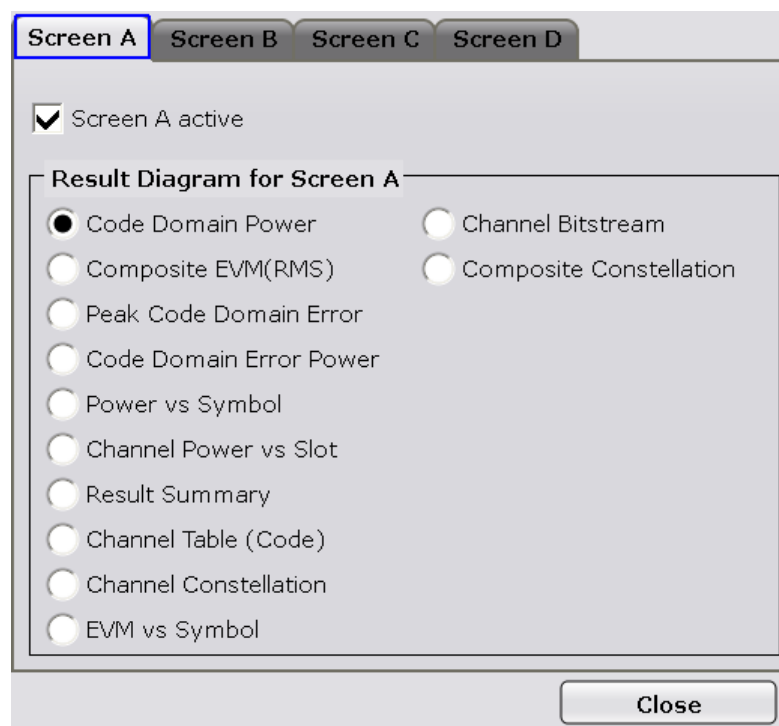 Screen A Screen B Screen C Screen D
Screen A active
Result Diagram for Screen A
Code Domain Power
Composite EVM(RMS)
Peak Code Domain Error
Code Domain Error Power
Power vs Symbol
Channel Power vs Slot
Result Summary
Channel Table (Code)
Channel Constellation
EVM vs Symbol
Channel Bitstream
Composite Constellation
Close